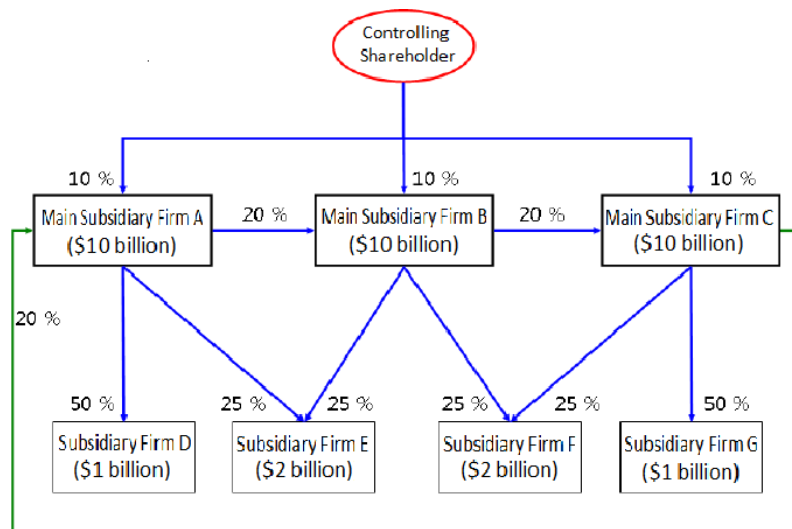 Controlling
Shareholder
10 %
10 %
10 %
Main Subsidiary Firm A
($10 billion)
20 %
Main Subsidiary Firm B
($10 billion)
20 %
Main Subsidiary Firm C
($10 billion)
20 %
50 %
25 %
25 %
25 %
25 %
50 %
Subsidiary Firm D
($1 billion)
Subsidiary Firm E
($2 billion)
Subsidiary Firm F
($2 billion)
Subsidiary Firm G
($1 billion)